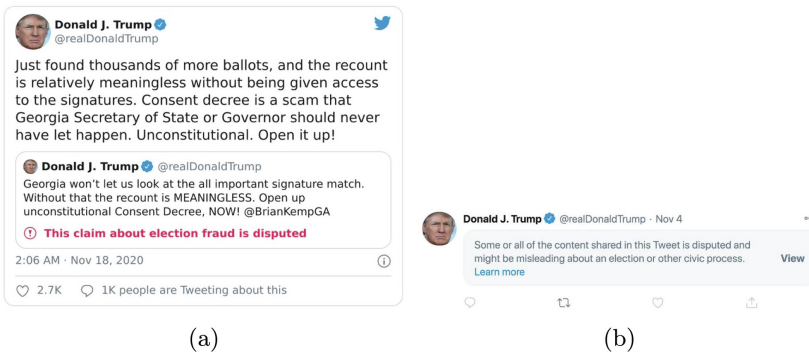 Donald J. Trump
@realDonaldTrump
Just found thousands of more ballots, and the recount
is relatively meaningless without being given access
to the signatures. Consent decree is a scam that
Georgia Secretary of State or Governor should never
have let happen. Unconstitutional. Open it up!
Donald J. Trump @realDonaldTrump
Georgia won't let us look at the all important signature match.
Without that the recount is MEANINGLESS. Open up
unconstitutional Consent Decree, NOW! @BrianKempGA
This claim about election fraud is disputed
2:06 AM · Nov 18, 2020
2.7K 1K people are Tweeting about this
(a)
Donald J. Trump @realDonaldTrump · Nov 4
Some or all of the content shared in this Tweet is disputed and
might be misleading about an election or other civic process.
Learn more
View
(b)